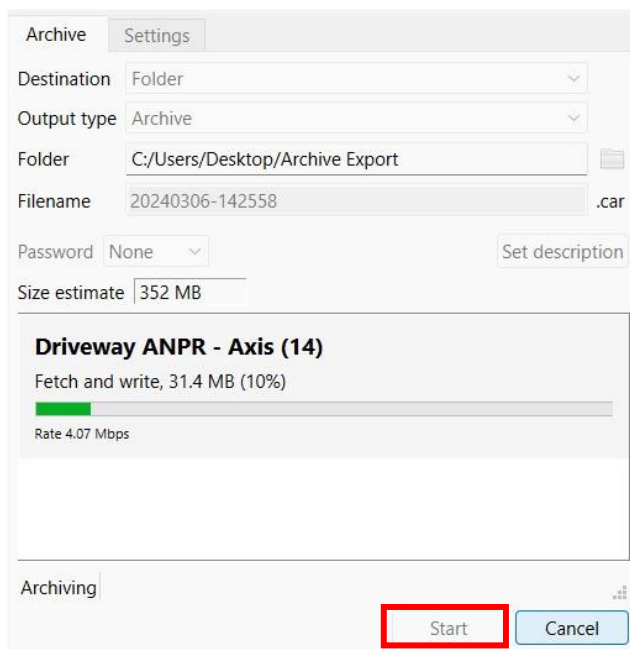 Archive Settings
Destination Folder
Output type Archive
Folder C:/Users/Desktop/Archive Export
Filename 20240306-142558 .car
Password None Set description
Size estimate 352 MB
Driveway ANPR - Axis (14)
Fetch and write, 31.4 MB (10%)
Rate 4.07 Mbps
Archiving
Start Cancel